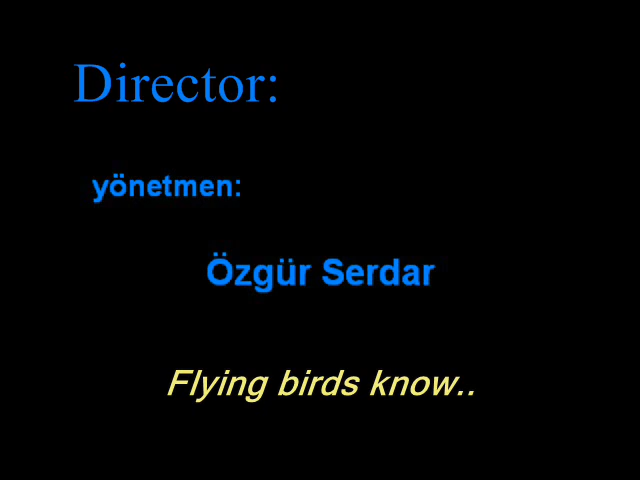 Director:
yönetmen:
Özgür Serdar
Flying birds know..